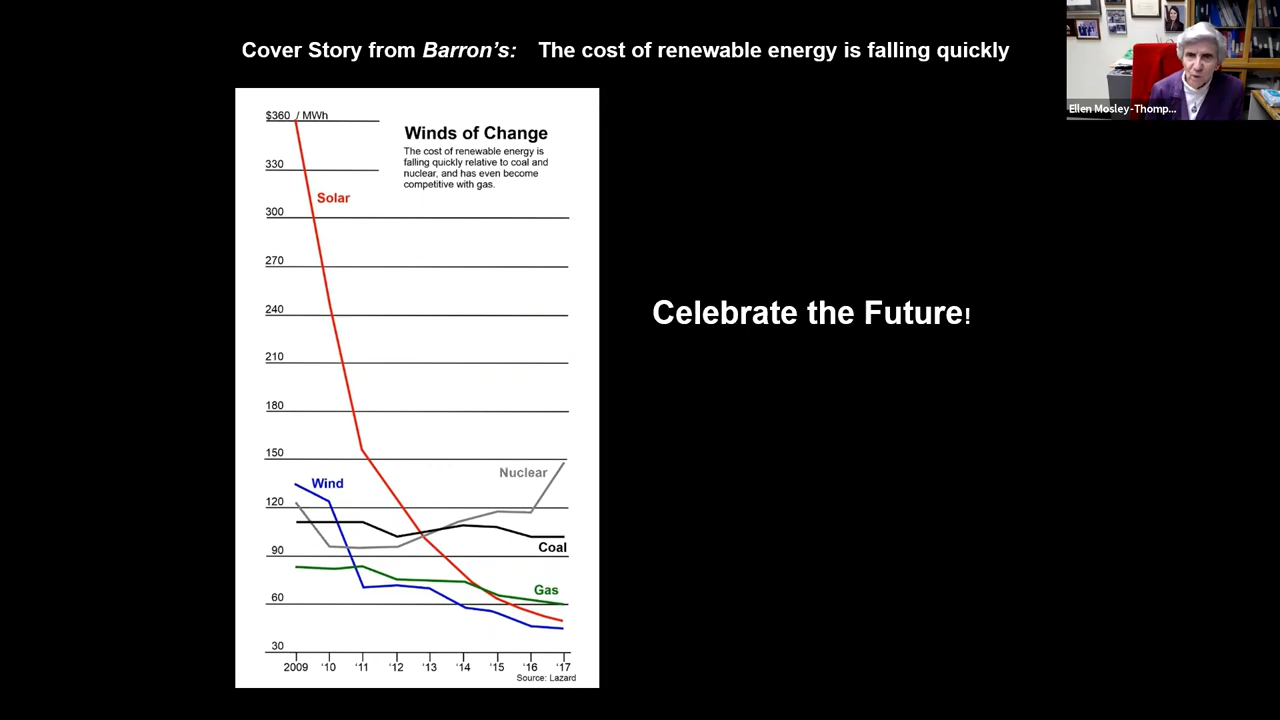 Cover Story from Barron's: The cost of renewable energy is falling quickly
Ellen Mosley-Thomp...
$360 / MWh
Winds of Change
The cost of renewable energy is
falling quickly relative to coal and
nuclear, and has even become
competitive with gas.
330
Solar
300
270
240
Celebrate the Future!
210
180
150
Nuclear
Wind
120
Coal
90
Gas
60
30
2009 '10 '11 '12 '13 '14 '15 '16 '17
Source: Lazard